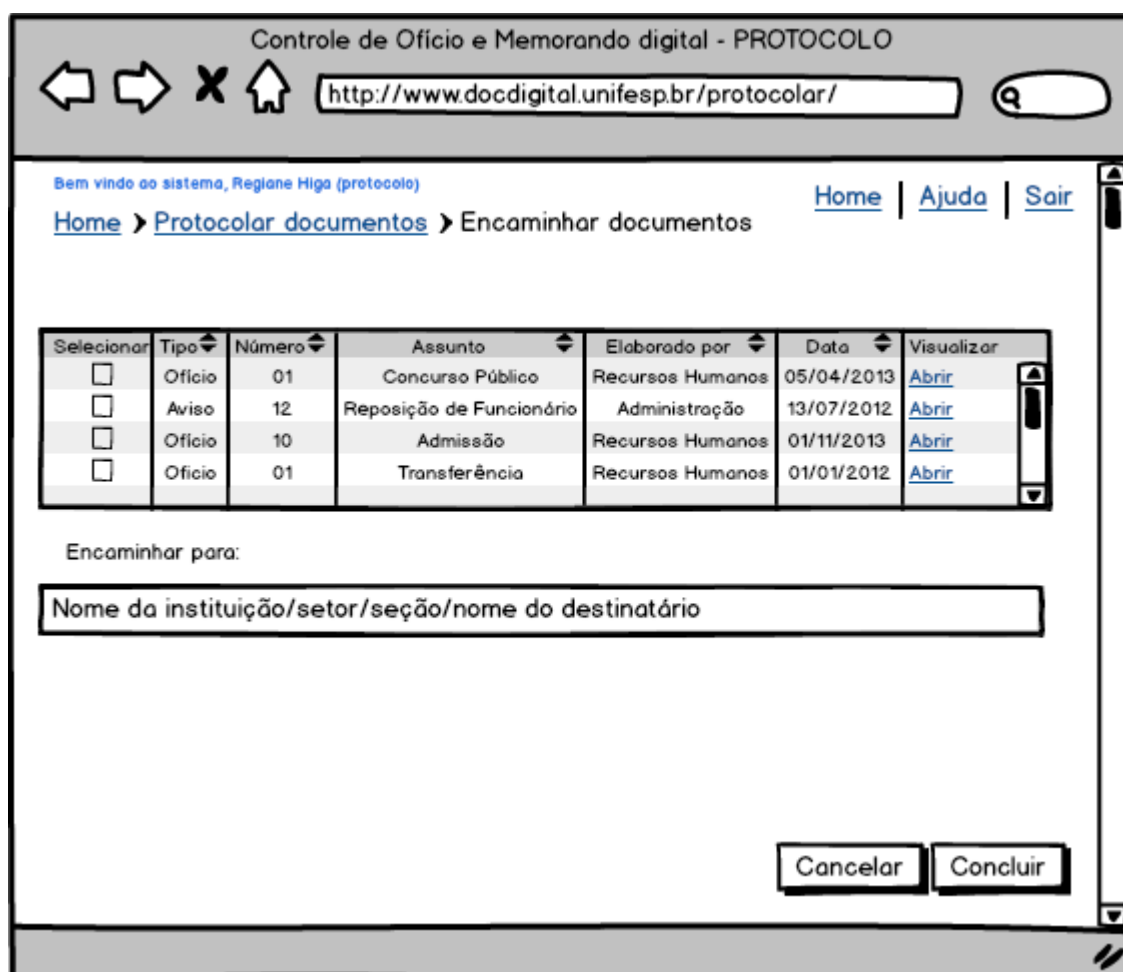 Controle de Ofício e Memorando digital - PROTOCOLO
http://www.docdigital.unifesp.br/protocolar/
Bem vindo ao sistema, Regiane Higa (protocolo)
Home | Ajuda | Sair
Home > Protocolar documentos > Encaminhar documentos
Selecionar Tipo Número Assunto Elaborado por Data Visualizar
Ofício 01 Concurso Público Recursos Humanos 05/04/2013 Abrir
Aviso 12 Reposição de Funcionário Administração 13/07/2012 Abrir
Ofício 10 Admissão Recursos Humanos 01/11/2013 Abrir
Ofício 01 Transferência Recursos Humanos 01/01/2012 Abrir
Encaminhar para:
Nome da instituição/setor/seção/nome do destinatário
Cancelar Concluir